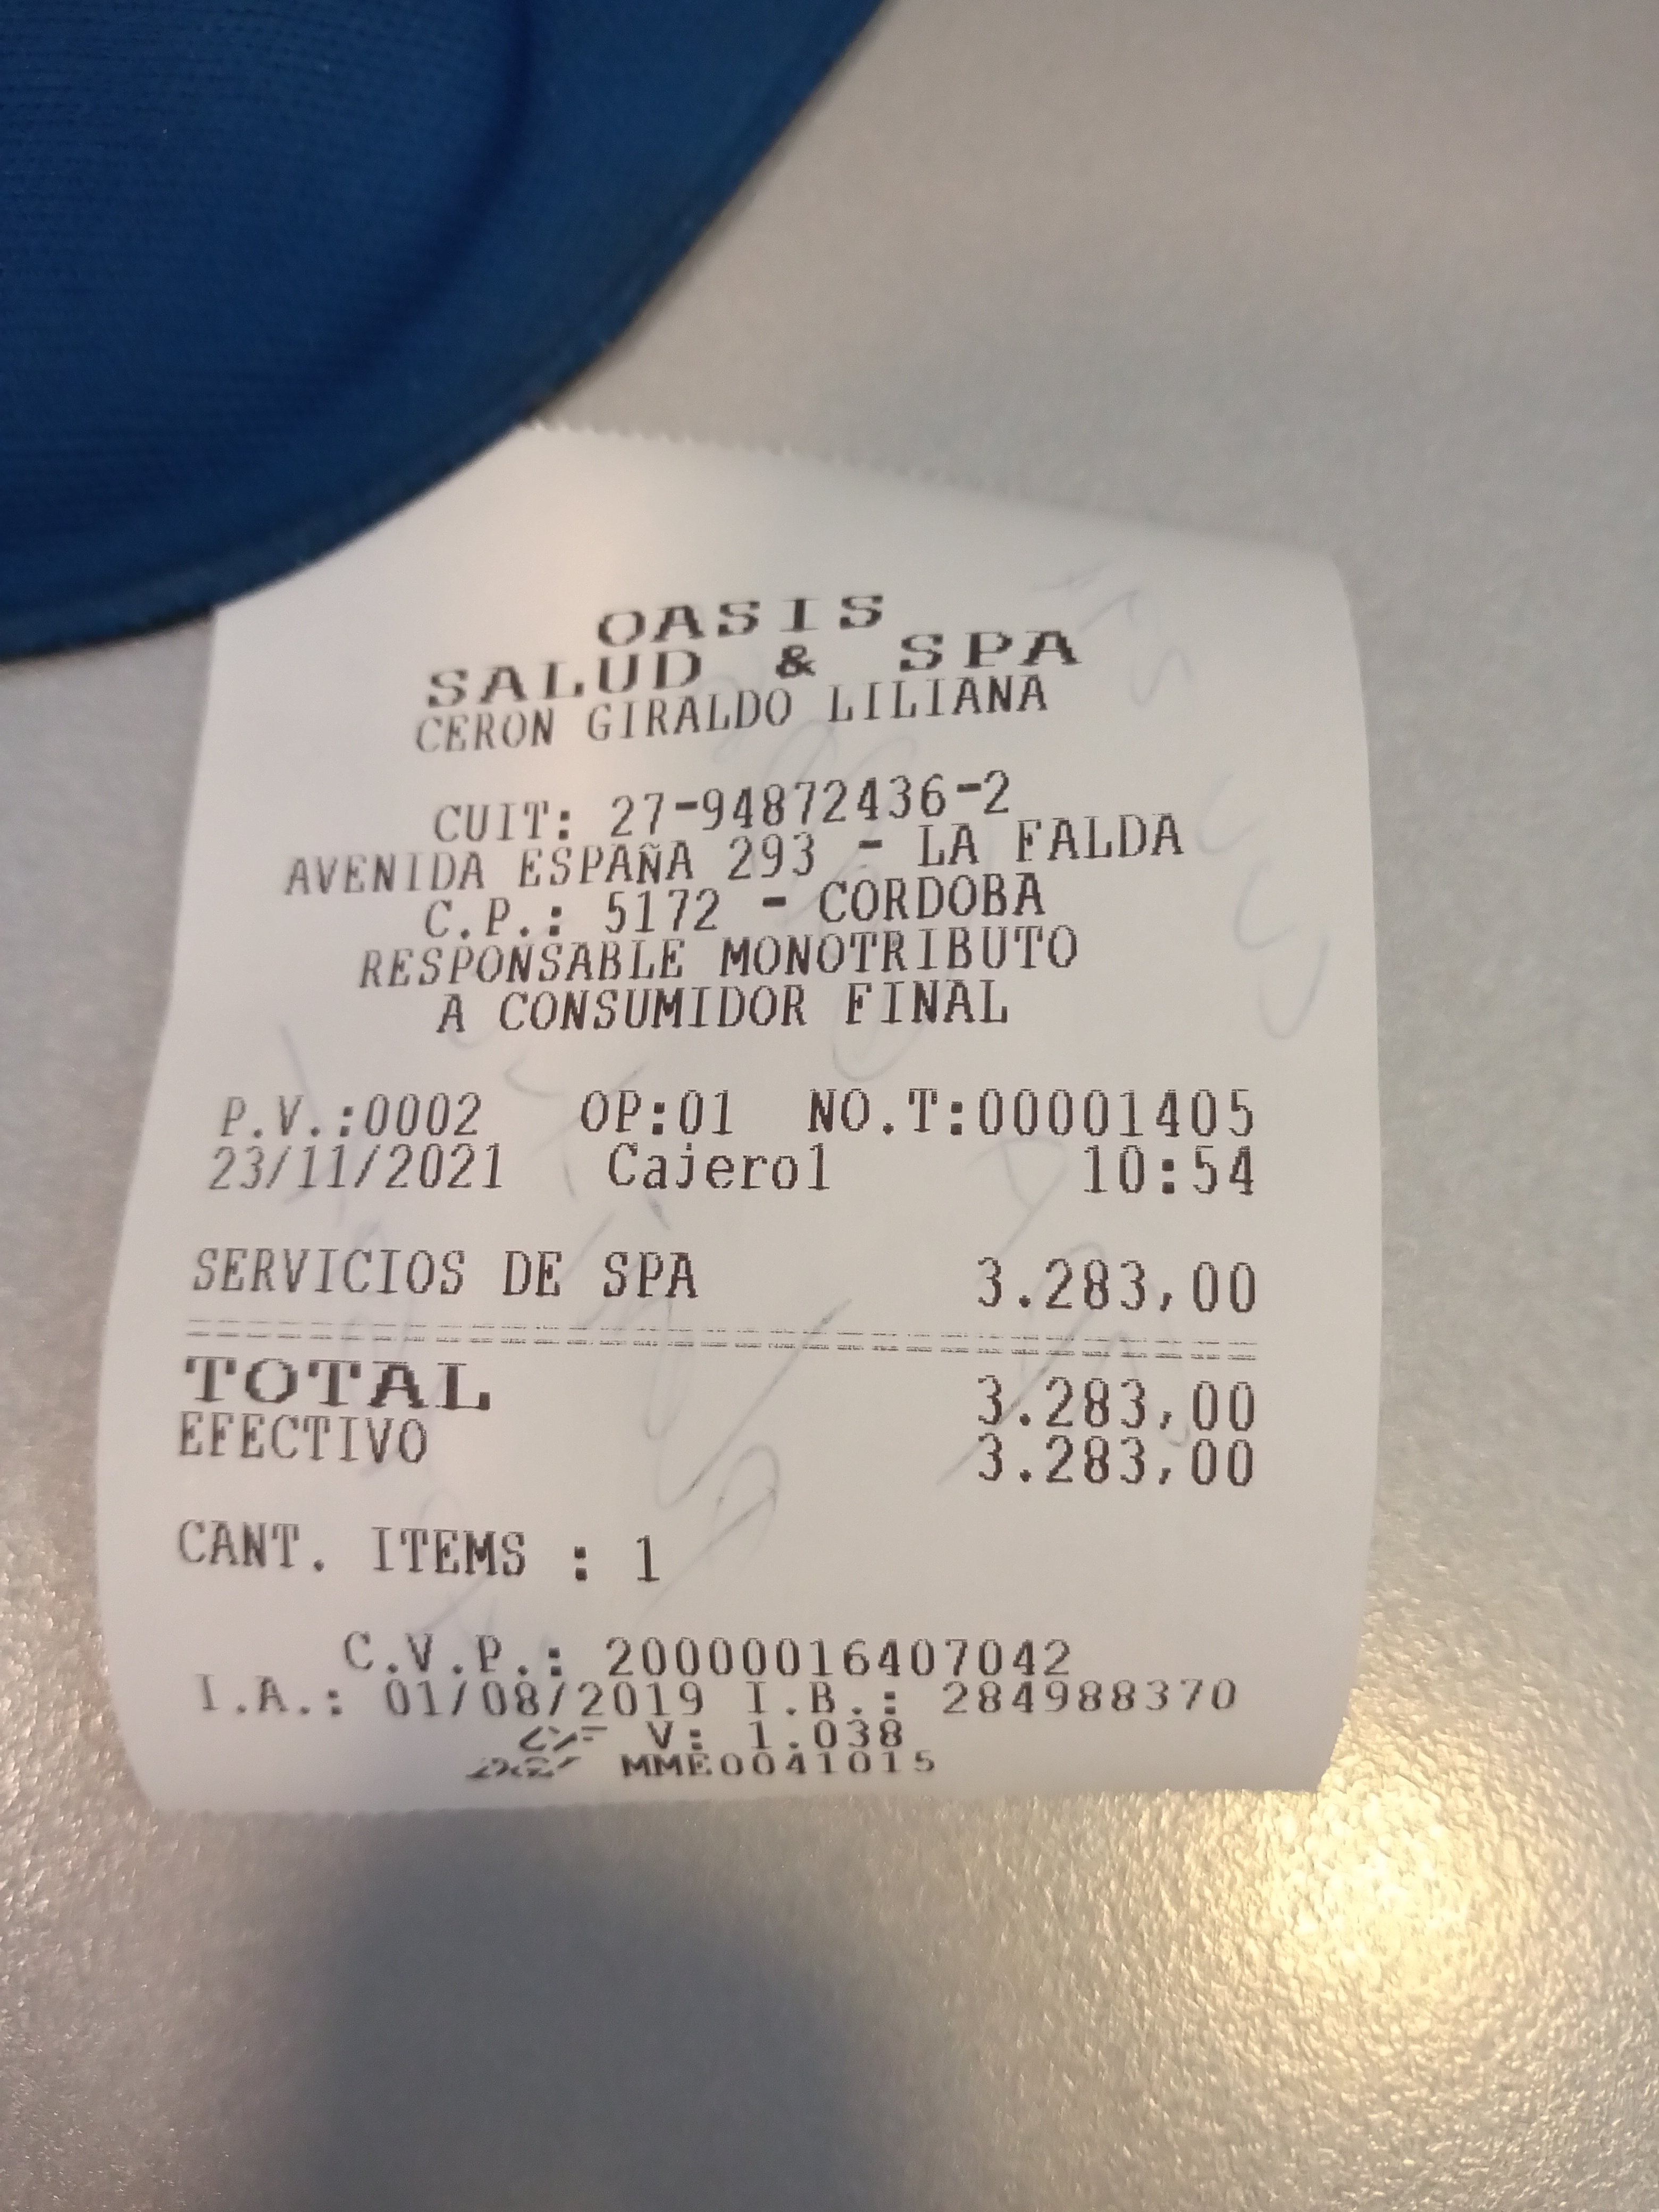 OASIS
SALUD & SPA
CERON GIRALDO LILIANA
CUIT: 27-94872436-2
AVENIDA ESPAÑA 293 - LA FALDA
C.P.: 5172 - CORDOBA
RESPONSABLE MONOTRIBUTO
A CONSUMIDOR FINAL
P.V.:0002 OP:01 NO.T:00001405
23/11/2021 Cajero1 10:54
SERVICIOS DE SPA 3.283,00
TOTAL 3.283,00
EFECTIVO 3.283,00
CANT. ITEMS : 1
C.V.P.: 20000016407042
I.A.: 01/08/2019 I.B.: 284988370
V: 1.038
MME0041015